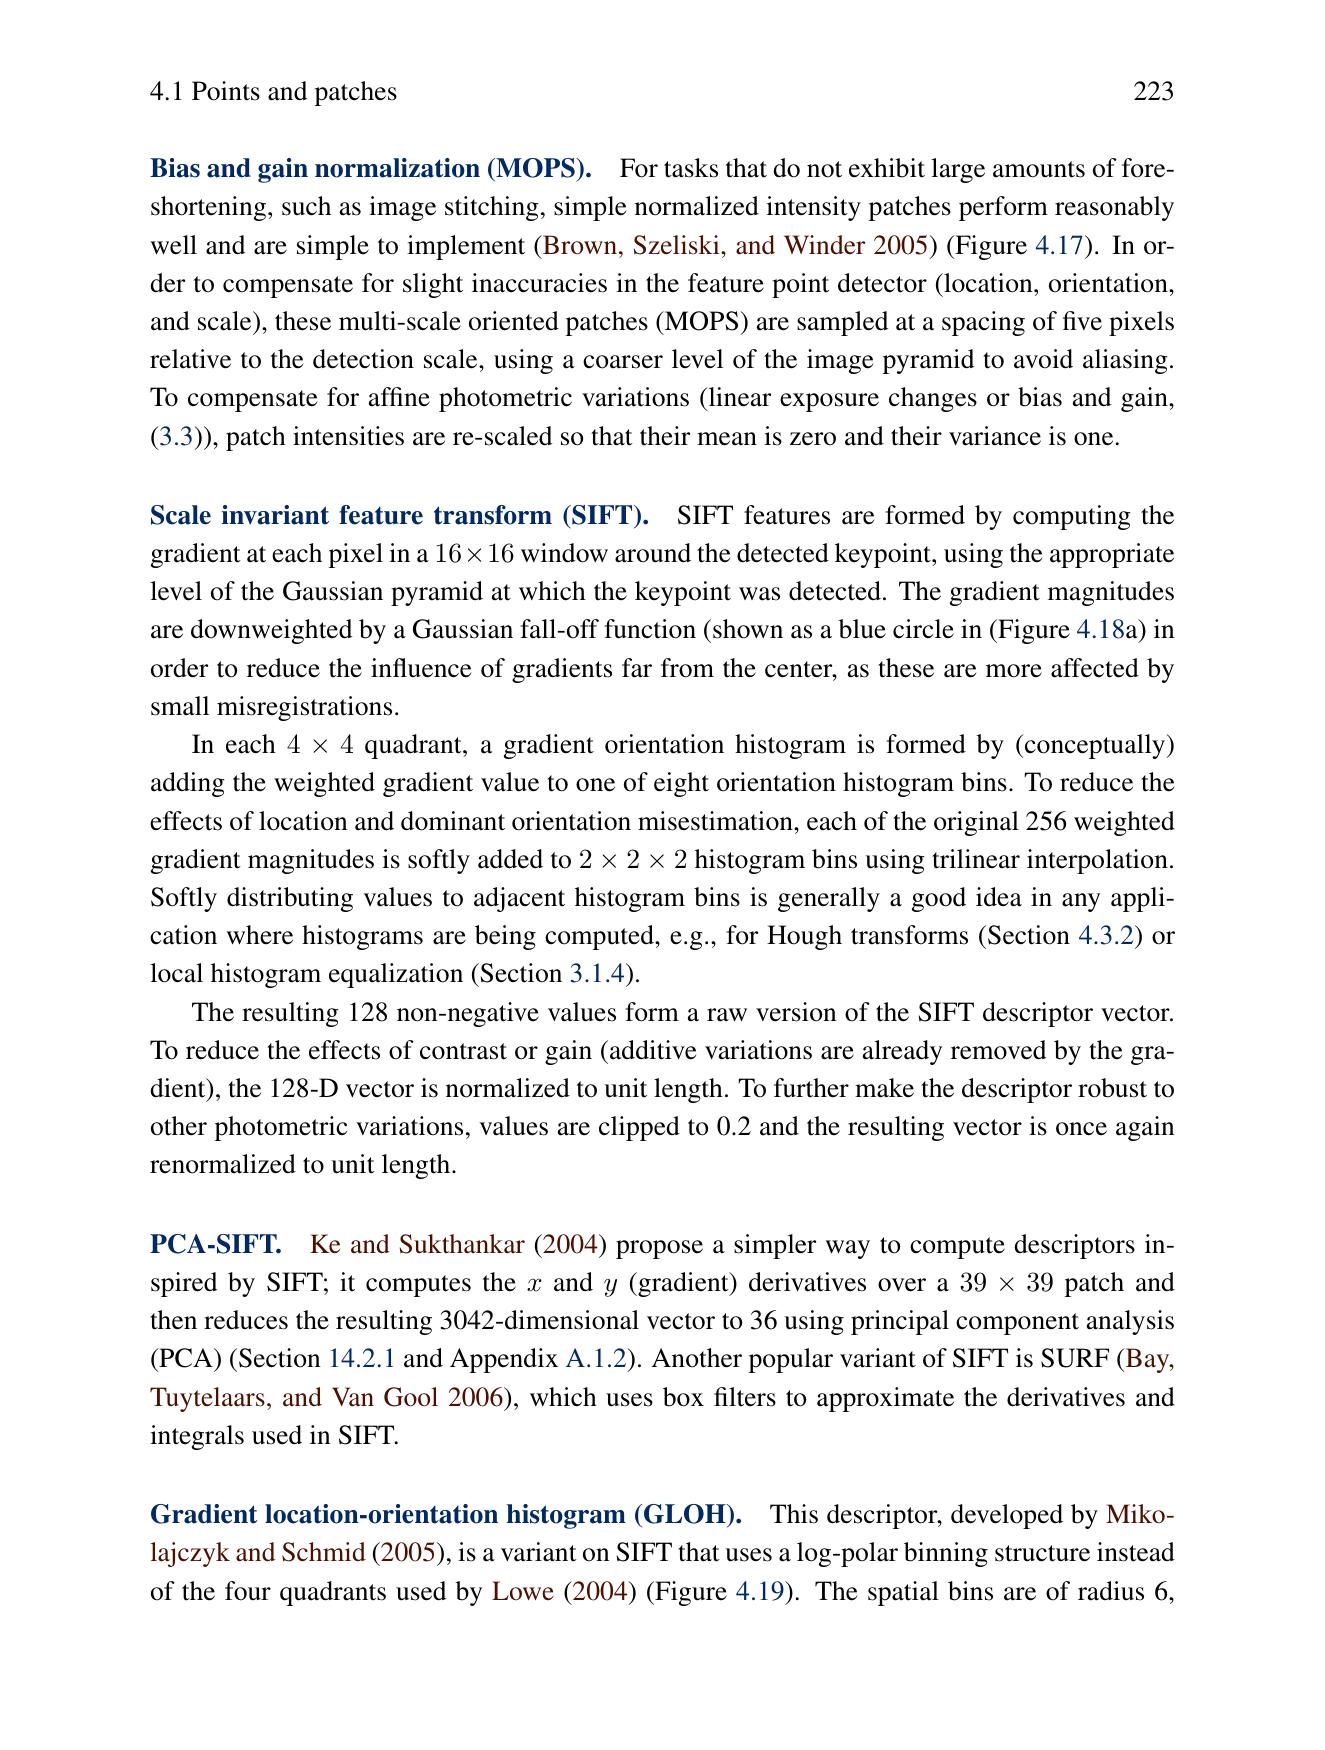 4.1 Points and patches 223
Bias and gain normalization (MOPS). For tasks that do not exhibit large amounts of fore-
shortening, such as image stitching, simple normalized intensity patches perform reasonably
well and are simple to implement (Brown, Szeliski, and Winder 2005) (Figure 4.17). In or-
der to compensate for slight inaccuracies in the feature point detector (location, orientation,
and scale), these multi-scale oriented patches (MOPS) are sampled at a spacing of five pixels
relative to the detection scale, using a coarser level of the image pyramid to avoid aliasing.
To compensate for affine photometric variations (linear exposure changes or bias and gain,
(3.3)), patch intensities are re-scaled so that their mean is zero and their variance is one.
Scale invariant feature transform (SIFT). SIFT features are formed by computing the
gradient at each pixel in a 16×16 window around the detected keypoint, using the appropriate
level of the Gaussian pyramid at which the keypoint was detected. The gradient magnitudes
are downweighted by a Gaussian fall-off function (shown as a blue circle in (Figure 4.18a) in
order to reduce the influence of gradients far from the center, as these are more affected by
small misregistrations.
In each 4 × 4 quadrant, a gradient orientation histogram is formed by (conceptually)
adding the weighted gradient value to one of eight orientation histogram bins. To reduce the
effects of location and dominant orientation misestimation, each of the original 256 weighted
gradient magnitudes is softly added to 2 × 2 × 2 histogram bins using trilinear interpolation.
Softly distributing values to adjacent histogram bins is generally a good idea in any appli-
cation where histograms are being computed, e.g., for Hough transforms (Section 4.3.2) or
local histogram equalization (Section 3.1.4).
The resulting 128 non-negative values form a raw version of the SIFT descriptor vector.
To reduce the effects of contrast or gain (additive variations are already removed by the gra-
dient), the 128-D vector is normalized to unit length. To further make the descriptor robust to
other photometric variations, values are clipped to 0.2 and the resulting vector is once again
renormalized to unit length.
PCA-SIFT. Ke and Sukthankar (2004) propose a simpler way to compute descriptors in-
spired by SIFT; it computes the x and y (gradient) derivatives over a 39 × 39 patch and
then reduces the resulting 3042-dimensional vector to 36 using principal component analysis
(PCA) (Section 14.2.1 and Appendix A.1.2). Another popular variant of SIFT is SURF (Bay,
Tuytelaars, and Van Gool 2006), which uses box filters to approximate the derivatives and
integrals used in SIFT.
Gradient location-orientation histogram (GLOH). This descriptor, developed by Miko-
lajczyk and Schmid (2005), is a variant on SIFT that uses a log-polar binning structure instead
of the four quadrants used by Lowe (2004) (Figure 4.19). The spatial bins are of radius 6,